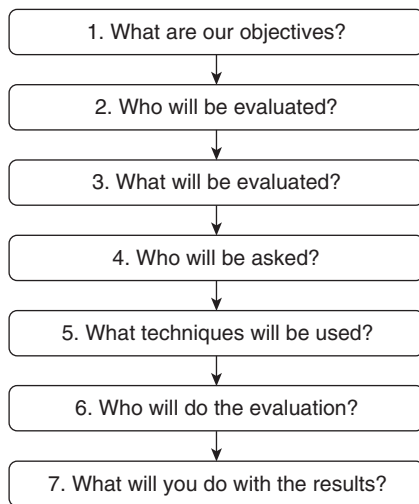 1. What are our objectives?
2. Who will be evaluated?
3. What will be evaluated?
4. Who will be asked?
5. What techniques will be used?
6. Who will do the evaluation?
7. What will you do with the results?